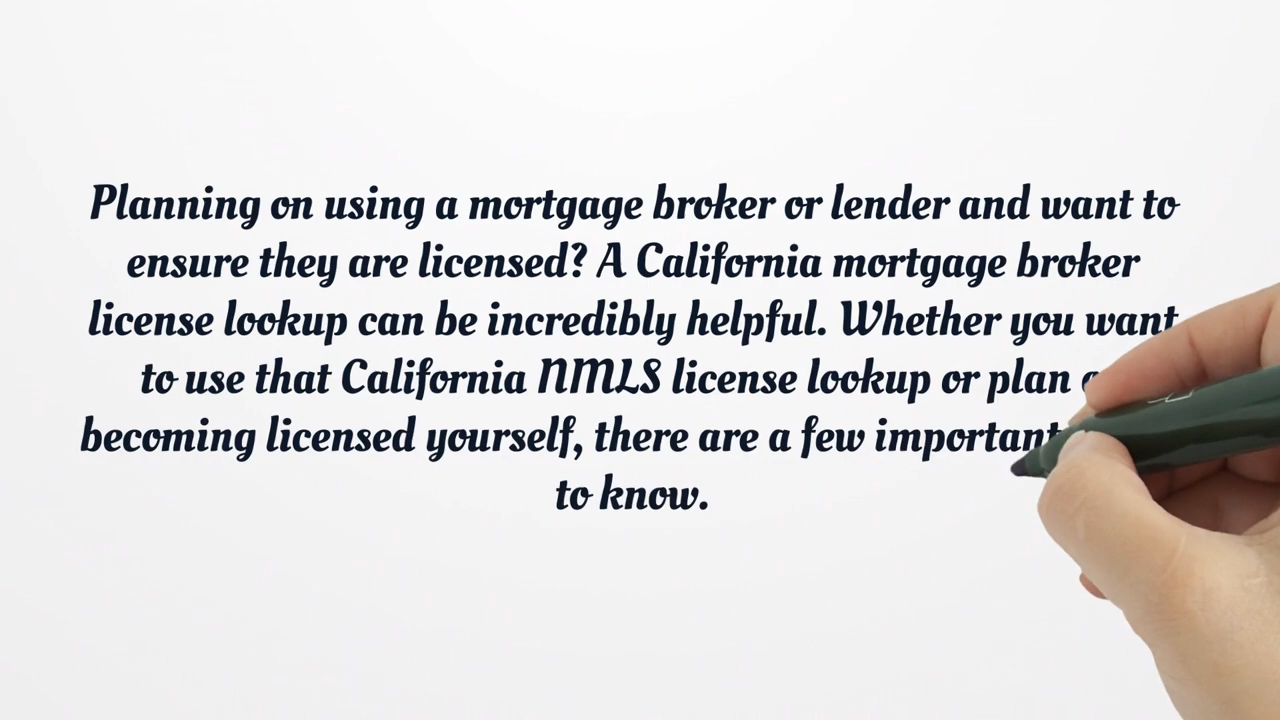 Planning on using a mortgage broker or lender and want to
ensure they are licensed? A California mortgage broker
license lookup can be incredibly helpful. Whether you want
to use that California NMLS license lookup or plan
becoming licensed yourself, there are a few important
to know.